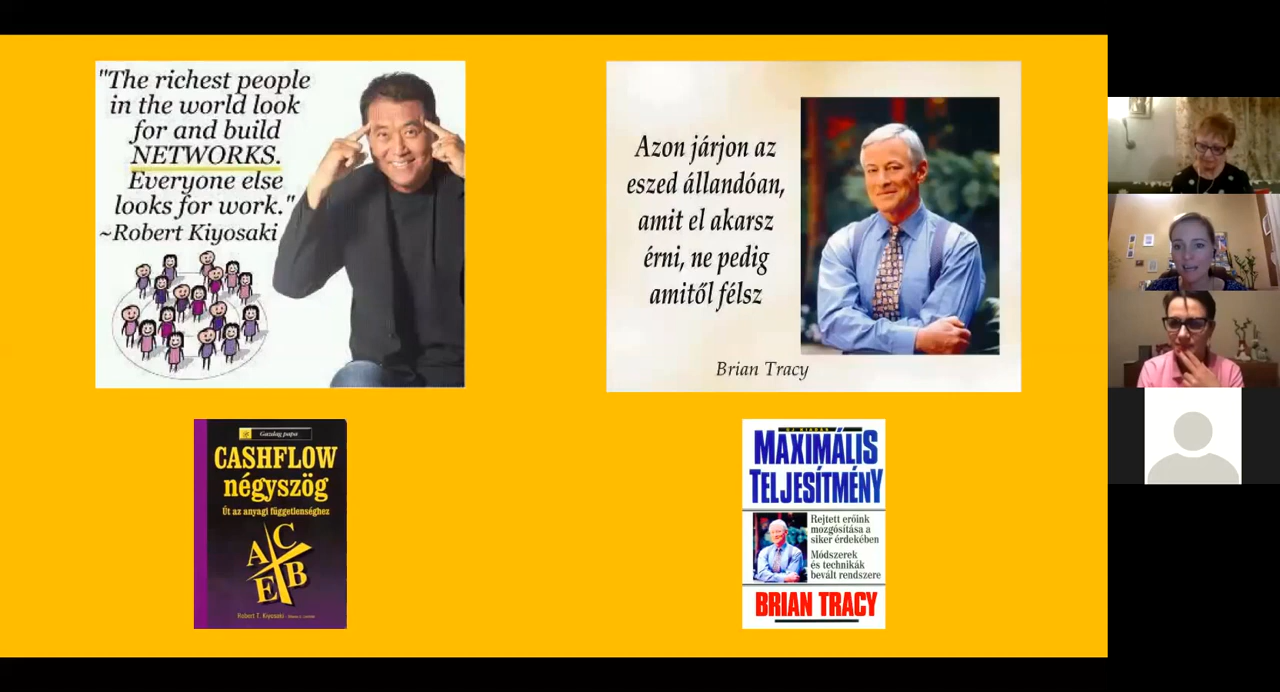 "The richest people
in the world look
for and build
NETWORKS.
Everyone else
looks for work."
~Robert Kiyosaki
Azon járjon az
eszed állandóan,
amit el akarsz
érni, ne pedig
amitől félsz
Brian Tracy
Gazdag papa
CASHFLOW
négyszög
Út az anyagi függetlenséghez
A C
E B
Robert T. Kiyosaki
ÚJ KIADÁS
MAXIMÁLIS
TELJESÍTMÉNY
Rejtett erőink
mozgósítása a
siker érdekében
Módszerek
és technikák
bevált rendszere
BRIAN TRACY